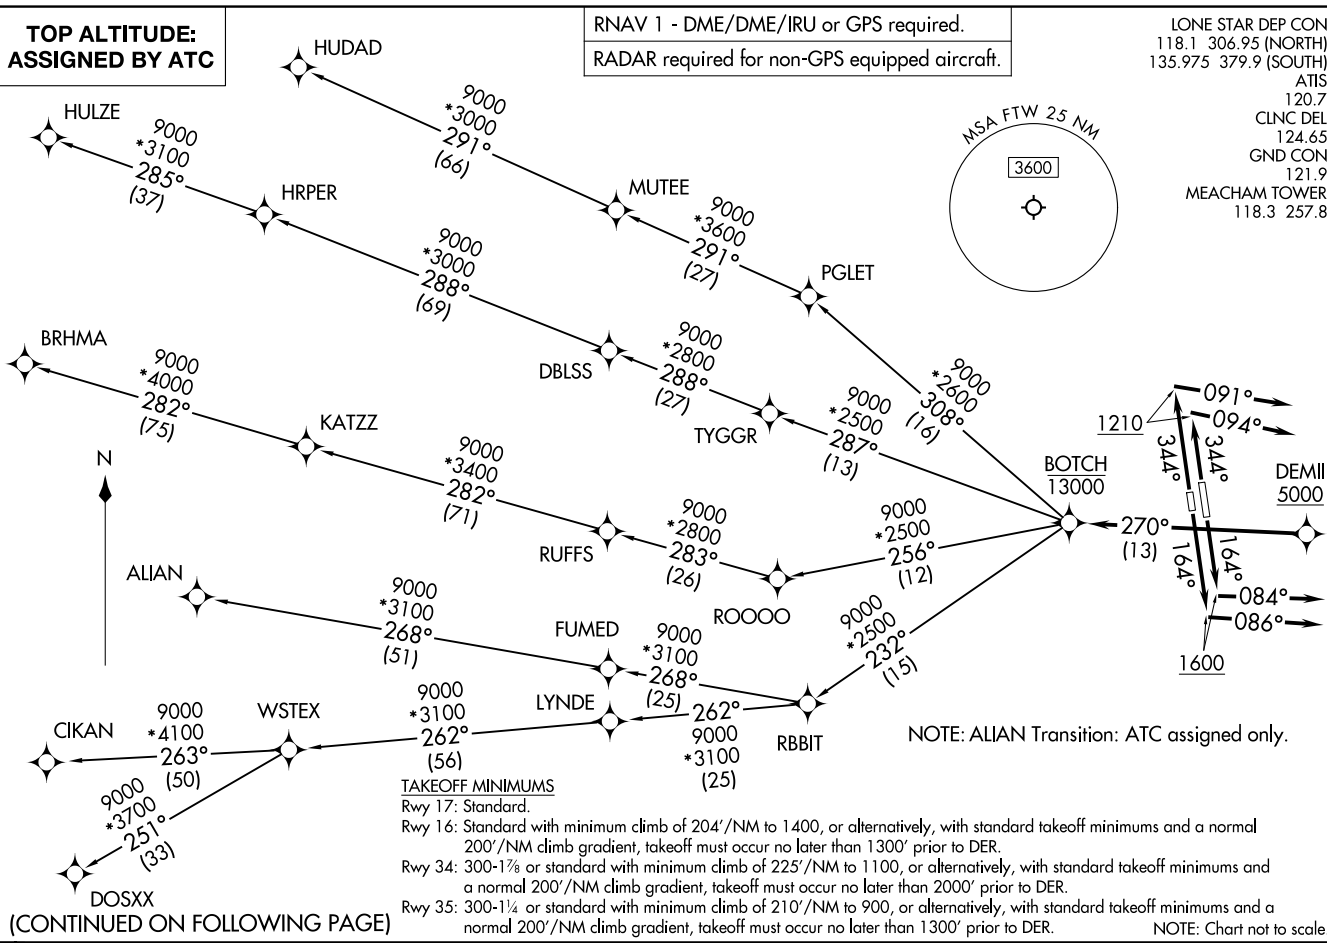 TOP ALTITUDE:
ASSIGNED BY ATC
RNAV 1 - DME/DME/IRU or GPS required.
RADAR required for non-GPS equipped aircraft.
LONE STAR DEP CON
118.1 306.95 (NORTH)
135.975 379.9 (SOUTH)
ATIS
120.7
CLNC DEL
124.65
GND CON
121.9
MEACHAM TOWER
118.3 257.8
MSA FTW 25 NM
3600
HUDAD
9000
*3000
291°
(66)
MUTEE
9000
*3600
291°
(27)
PGLET
9000
*2600
308°
(16)
HULZE
9000
*3100
285°
(37)
HRPER
9000
*3000
288°
(69)
DBLSS
9000
*2800
288°
(27)
TYGGR
9000
*2500
287°
(13)
BRHMA
9000
*4000
282°
(75)
KATZZ
9000
*3400
282°
(71)
RUFFS
9000
*2800
283°
(26)
ROOOO
9000
*2500
256°
(12)
BOTCH
13000
270°
(13)
DEMII
5000
1210
091°
094°
344°
344°
164°
164°
084°
086°
1600
N
ALIAN
9000
*3100
268°
(51)
FUMED
9000
*3100
268°
(25)
9000
*2500
232°
(15)
RBBIT
262°
9000
*3100
(25)
LYNDE
9000
*3100
262°
(56)
WSTEX
9000
*4100
263°
(50)
CIKAN
9000
*3700
251°
(33)
DOSXX
(CONTINUED ON FOLLOWING PAGE)
NOTE: ALIAN Transition: ATC assigned only.
TAKEOFF MINIMUMS
Rwy 17: Standard.
Rwy 16: Standard with minimum climb of 204'/NM to 1400, or alternatively, with standard takeoff minimums and a normal
200'/NM climb gradient, takeoff must occur no later than 1300' prior to DER.
Rwy 34: 300-1⅞ or standard with minimum climb of 225'/NM to 1100, or alternatively, with standard takeoff minimums and
a normal 200'/NM climb gradient, takeoff must occur no later than 2000' prior to DER.
Rwy 35: 300-1¼ or standard with minimum climb of 210'/NM to 900, or alternatively, with standard takeoff minimums and a
normal 200'/NM climb gradient, takeoff must occur no later than 1300' prior to DER.
NOTE: Chart not to scale.